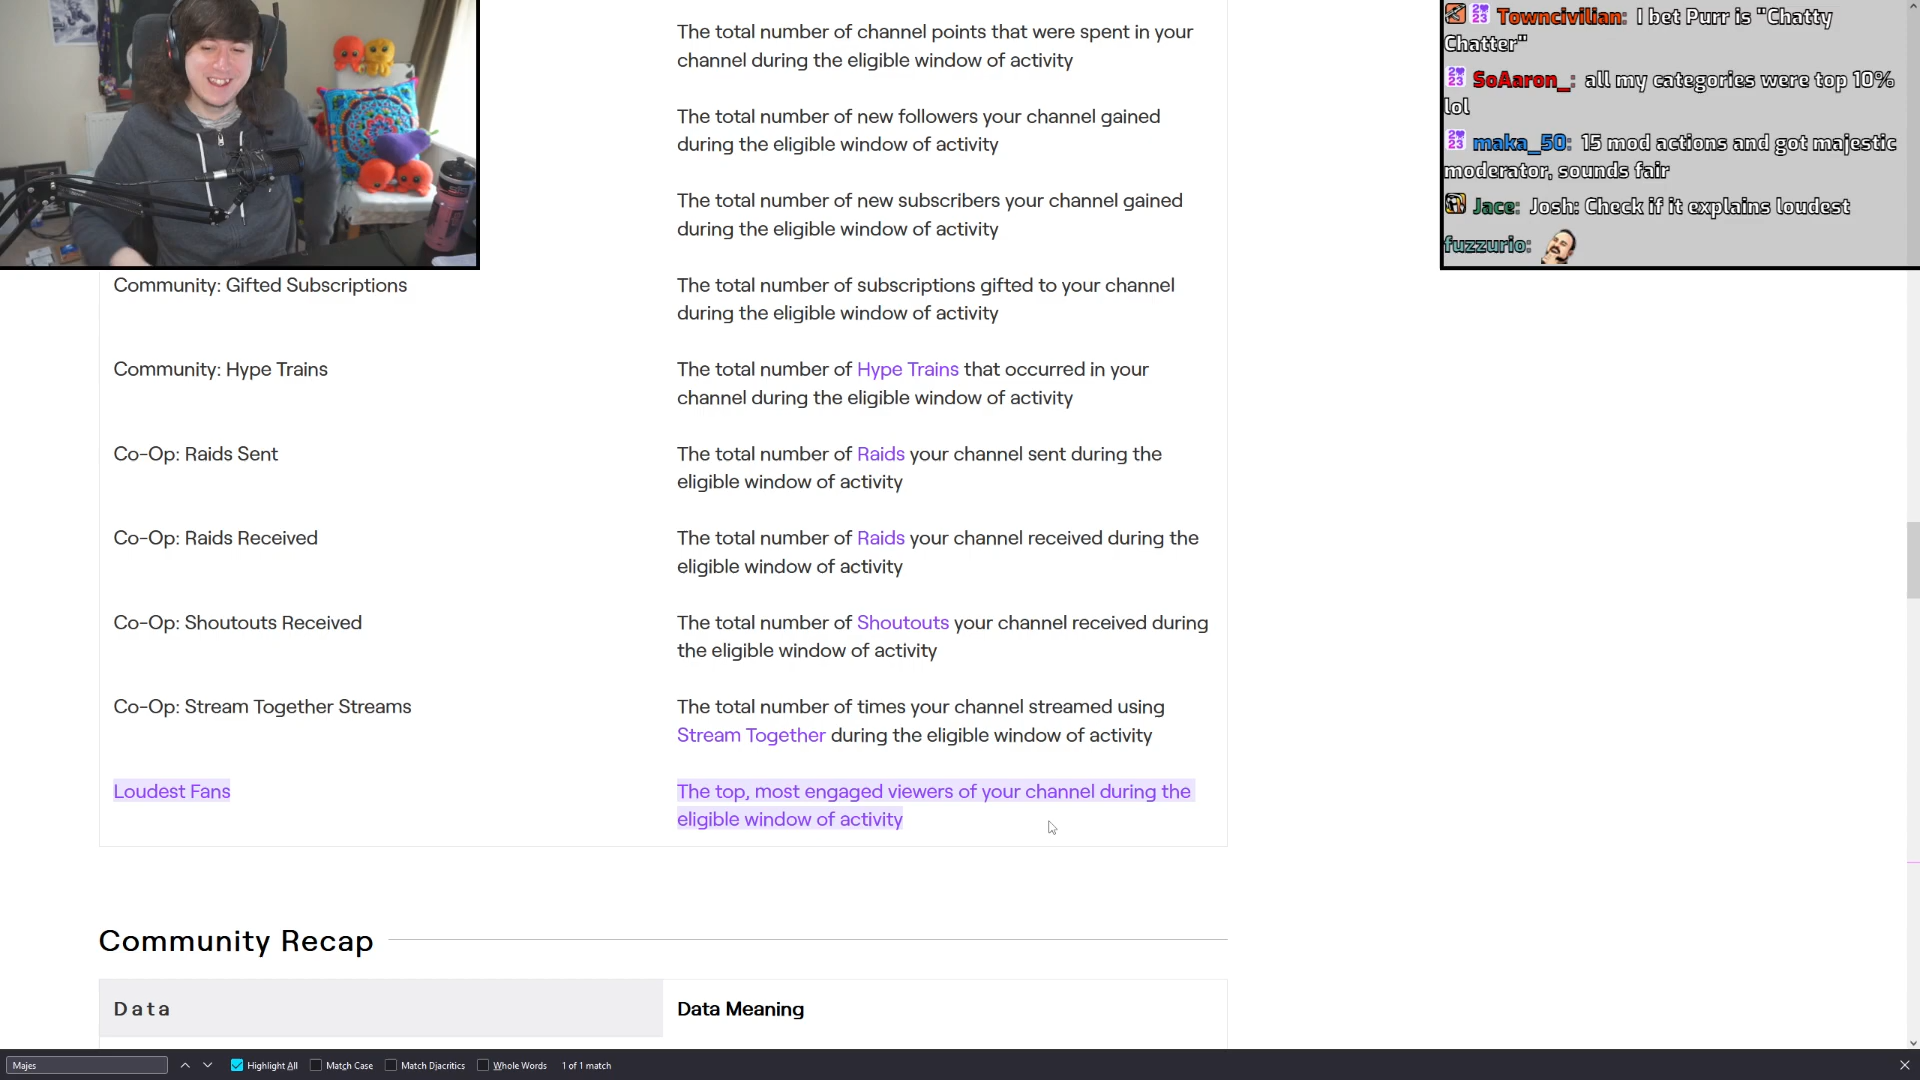 The total number of channel points that were spent in your
channel during the eligible window of activity
The total number of new followers your channel gained
during the eligible window of activity
The total number of new subscribers your channel gained
during the eligible window of activity
Community: Gifted Subscriptions
The total number of subscriptions gifted to your channel
during the eligible window of activity
Community: Hype Trains
The total number of Hype Trains that occurred in your
channel during the eligible window of activity
Co-Op: Raids Sent
The total number of Raids your channel sent during the
eligible window of activity
Co-Op: Raids Received
The total number of Raids your channel received during the
eligible window of activity
Co-Op: Shoutouts Received
The total number of Shoutouts your channel received during
the eligible window of activity
Co-Op: Stream Together Streams
The total number of times your channel streamed using
Stream Together during the eligible window of activity
Loudest Fans
The top, most engaged viewers of your channel during the
eligible window of activity
Community Recap
Data
Data Meaning
Towncivilian: I bet Purr is "Chatty
Chatter"
SoAaron_: all my categories were top 10%
lol
maka_50: 15 mod actions and got majestic
moderator, sounds fair
Jace: Josh: Check if it explains loudest
fuzzurio:
Majes
Highlight All
Match Case
Match Diacritics
Whole Words
1 of 1 match